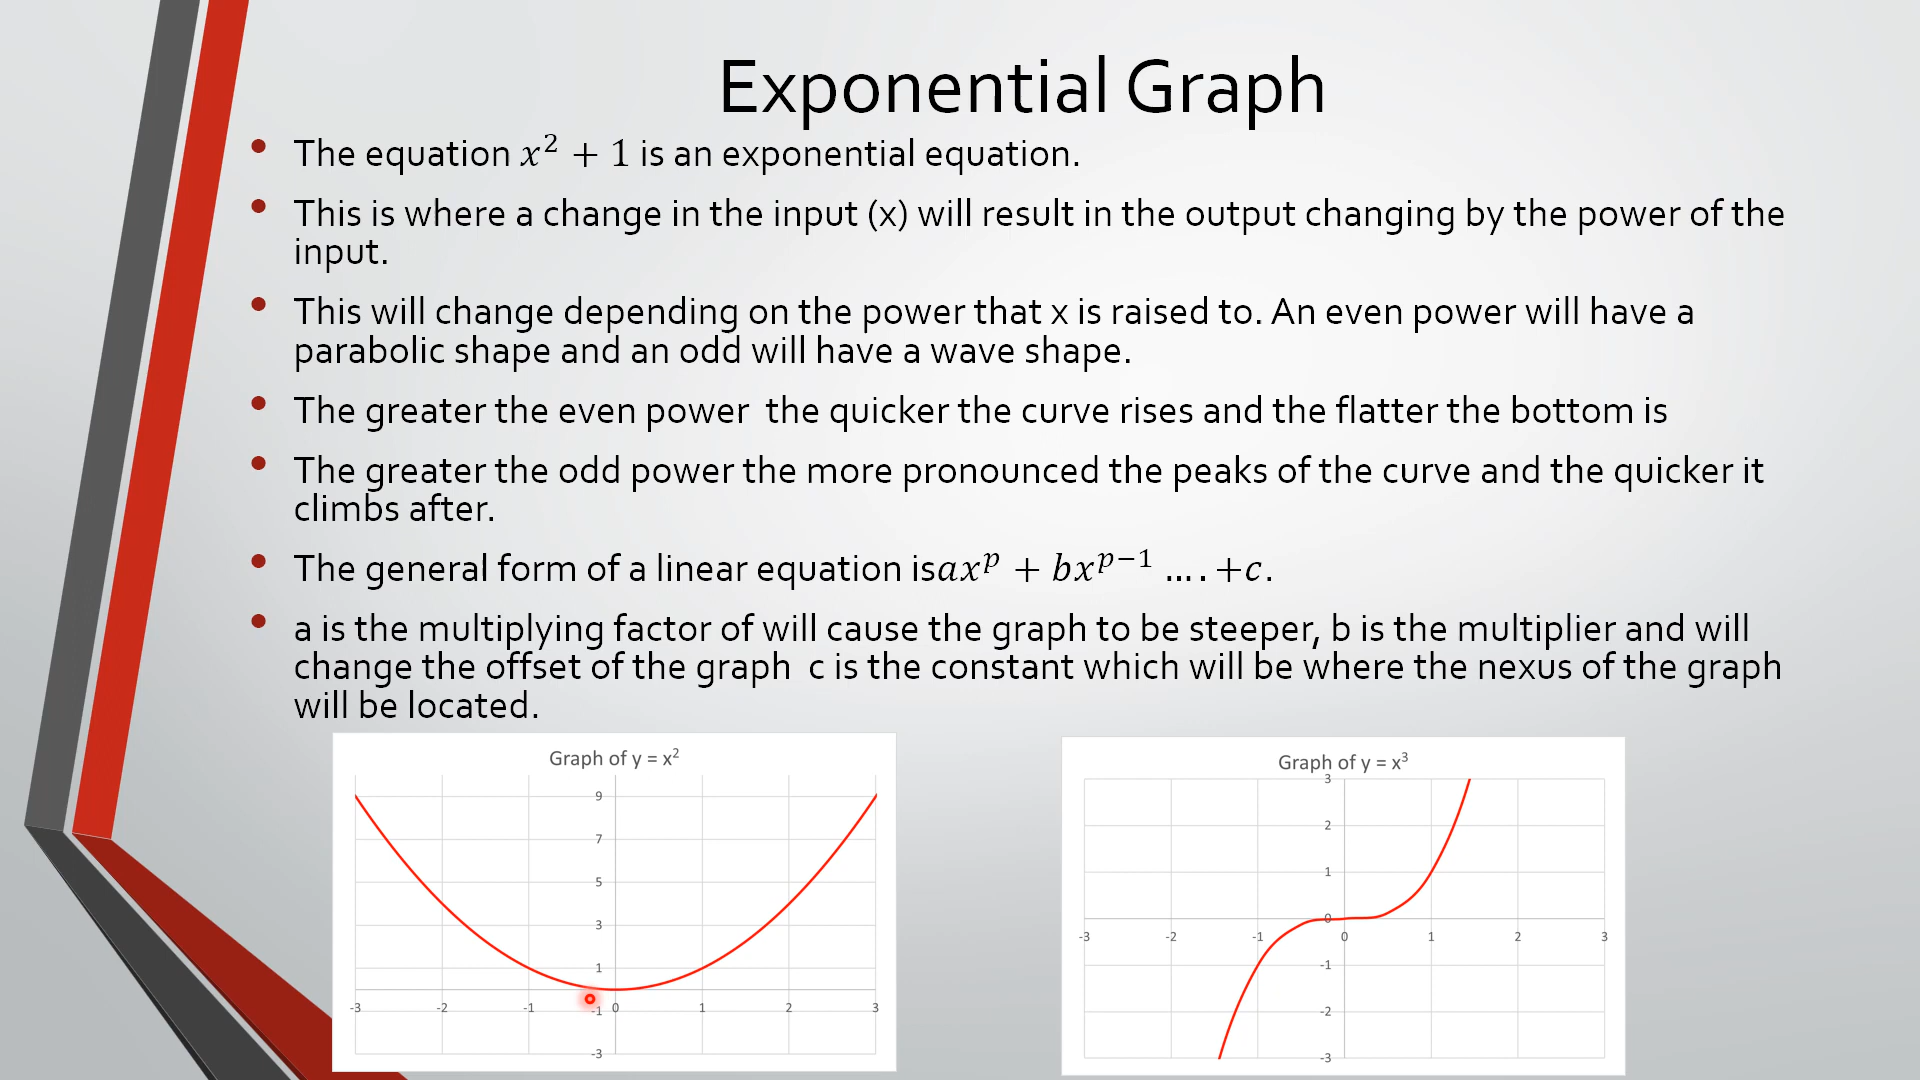 Exponential Graph
• The equation x² + 1 is an exponential equation.
• This is where a change in the input (x) will result in the output changing by the power of the
input.
• This will change depending on the power that x is raised to. An even power will have a
parabolic shape and an odd will have a wave shape.
• The greater the even power  the quicker the curve rises and the flatter the bottom is
• The greater the odd power the more pronounced the peaks of the curve and the quicker it
climbs after.
• The general form of a linear equation is𝑎𝑥ᵖ + 𝑏𝑥ᵖ⁻¹ … . +𝑐.
• a is the multiplying factor of will cause the graph to be steeper, b is the multiplier and will
change the offset of the graph  c is the constant which will be where the nexus of the graph
will be located.
Graph of y = x²
9
7
5
3
1
-3 -2 -1 0 1 2 3
-1
-3
Graph of y = x³
3
2
1
0
-3 -2 -1 0 1 2 3
-1
-2
-3